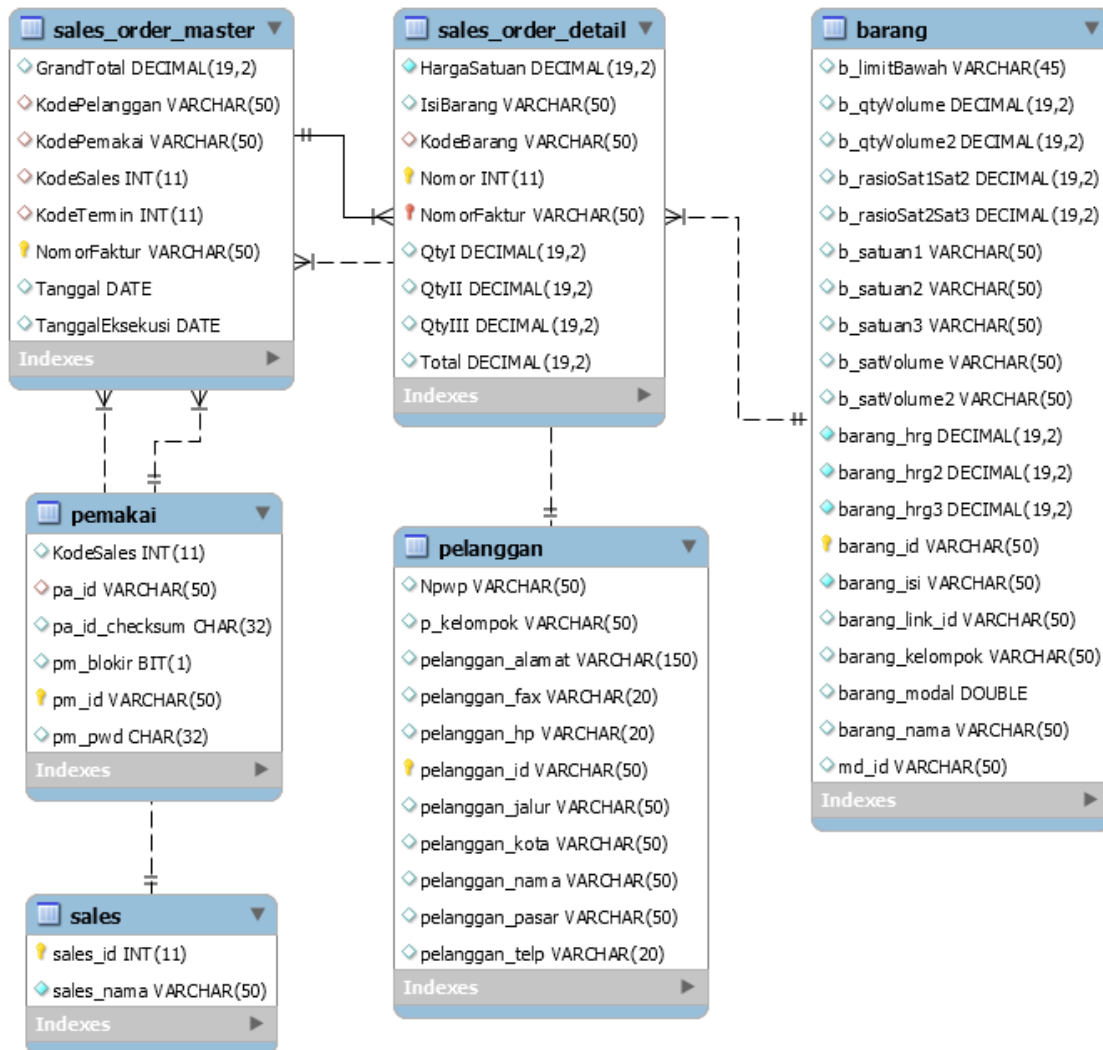 sales_order_master
GrandTotal DECIMAL(19,2)
KodePelanggan VARCHAR(50)
KodePemakai VARCHAR(50)
KodeSales INT(11)
KodeTermin INT(11)
NomorFaktur VARCHAR(50)
Tanggal DATE
TanggalEksekusi DATE
Indexes
sales_order_detail
HargaSatuan DECIMAL(19,2)
IsiBarang VARCHAR(50)
KodeBarang VARCHAR(50)
Nomor INT(11)
NomorFaktur VARCHAR(50)
QtyI DECIMAL(19,2)
QtyII DECIMAL(19,2)
QtyIII DECIMAL(19,2)
Total DECIMAL(19,2)
Indexes
barang
b_limitBawah VARCHAR(45)
b_qtyVolume DECIMAL(19,2)
b_qtyVolume2 DECIMAL(19,2)
b_rasioSat1Sat2 DECIMAL(19,2)
b_rasioSat2Sat3 DECIMAL(19,2)
b_satuan1 VARCHAR(50)
b_satuan2 VARCHAR(50)
b_satuan3 VARCHAR(50)
b_satVolume VARCHAR(50)
b_satVolume2 VARCHAR(50)
barang_hrg DECIMAL(19,2)
barang_hrg2 DECIMAL(19,2)
barang_hrg3 DECIMAL(19,2)
barang_id VARCHAR(50)
barang_isi VARCHAR(50)
barang_link_id VARCHAR(50)
barang_kelompok VARCHAR(50)
barang_modal DOUBLE
barang_nama VARCHAR(50)
md_id VARCHAR(50)
Indexes
pemakai
KodeSales INT(11)
pa_id VARCHAR(50)
pa_id_checksum CHAR(32)
pm_blokir BIT(1)
pm_id VARCHAR(50)
pm_pwd CHAR(32)
Indexes
pelanggan
Npwp VARCHAR(50)
p_kelompok VARCHAR(50)
pelanggan_alamat VARCHAR(150)
pelanggan_fax VARCHAR(20)
pelanggan_hp VARCHAR(20)
pelanggan_id VARCHAR(50)
pelanggan_jalur VARCHAR(50)
pelanggan_kota VARCHAR(50)
pelanggan_nama VARCHAR(50)
pelanggan_pasar VARCHAR(50)
pelanggan_telp VARCHAR(20)
Indexes
sales
sales_id INT(11)
sales_nama VARCHAR(50)
Indexes